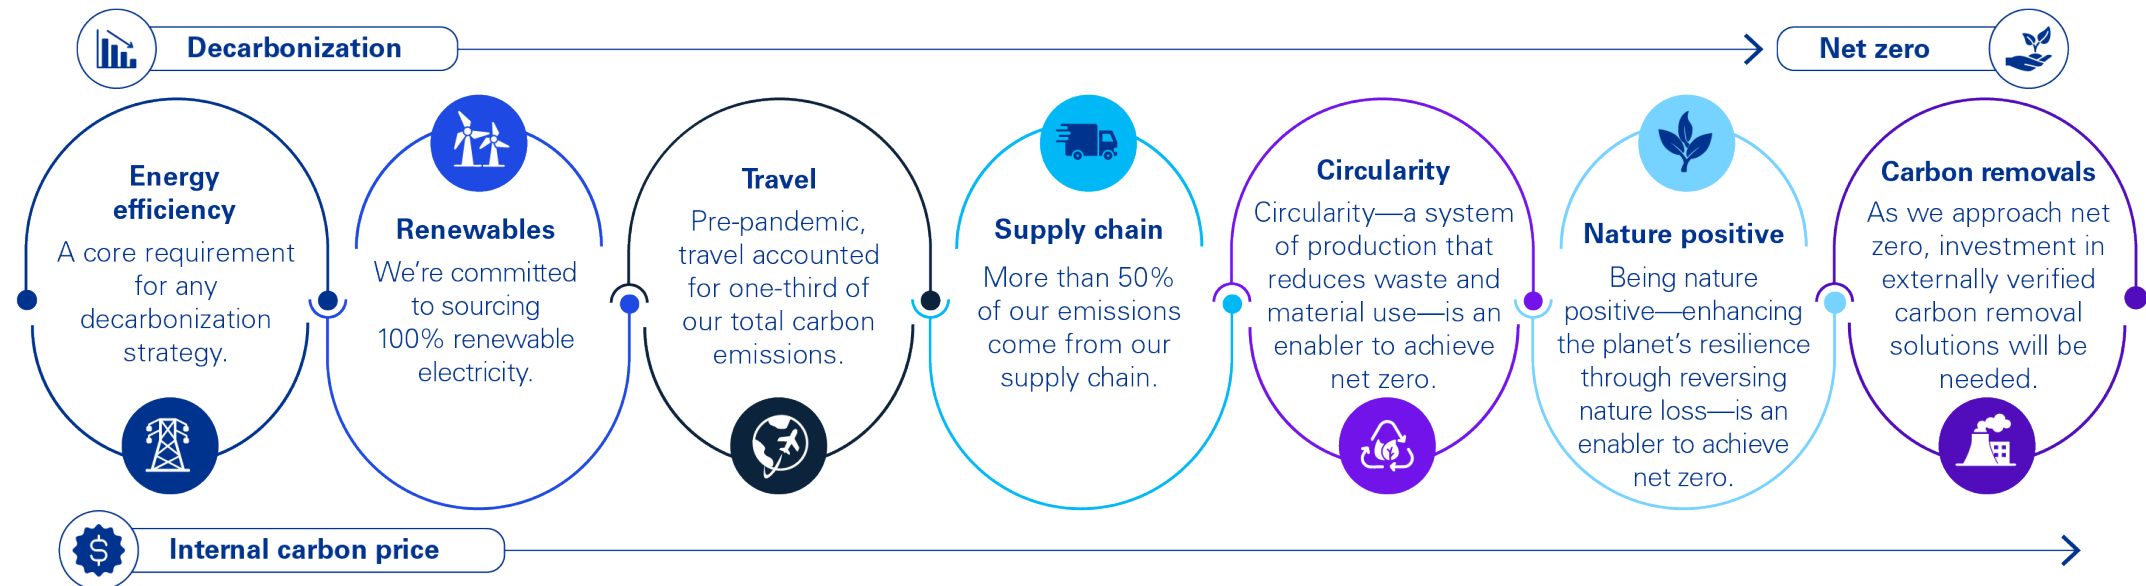 Decarbonization
Net zero
Energy
efficiency
A core requirement
for any
decarbonization
strategy.
Renewables
We’re committed
to sourcing
100% renewable
electricity.
Travel
Pre-pandemic,
travel accounted
for one-third of
our total carbon
emissions.
Supply chain
More than 50%
of our emissions
come from our
supply chain.
Circularity
Circularity—a system
of production that
reduces waste and
material use—is an
enabler to achieve
net zero.
Nature positive
Being nature
positive—enhancing
the planet’s resilience
through reversing
nature loss—is an
enabler to achieve
net zero.
Carbon removals
As we approach net
zero, investment in
externally verified
carbon removal
solutions will be
needed.
$
Internal carbon price